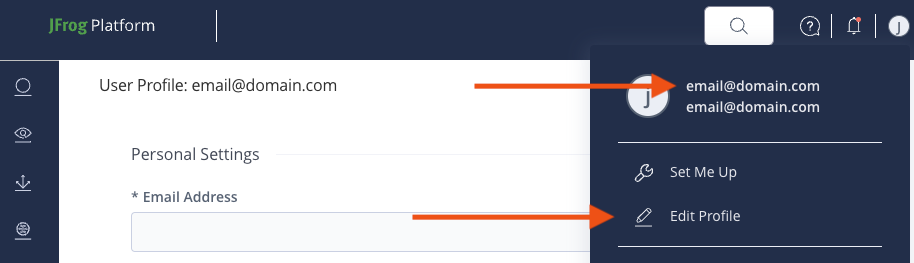 JFrog Platform
J
User Profile: email@domain.com
J
email@domain.com
email@domain.com
Personal Settings
Set Me Up
* Email Address
Edit Profile